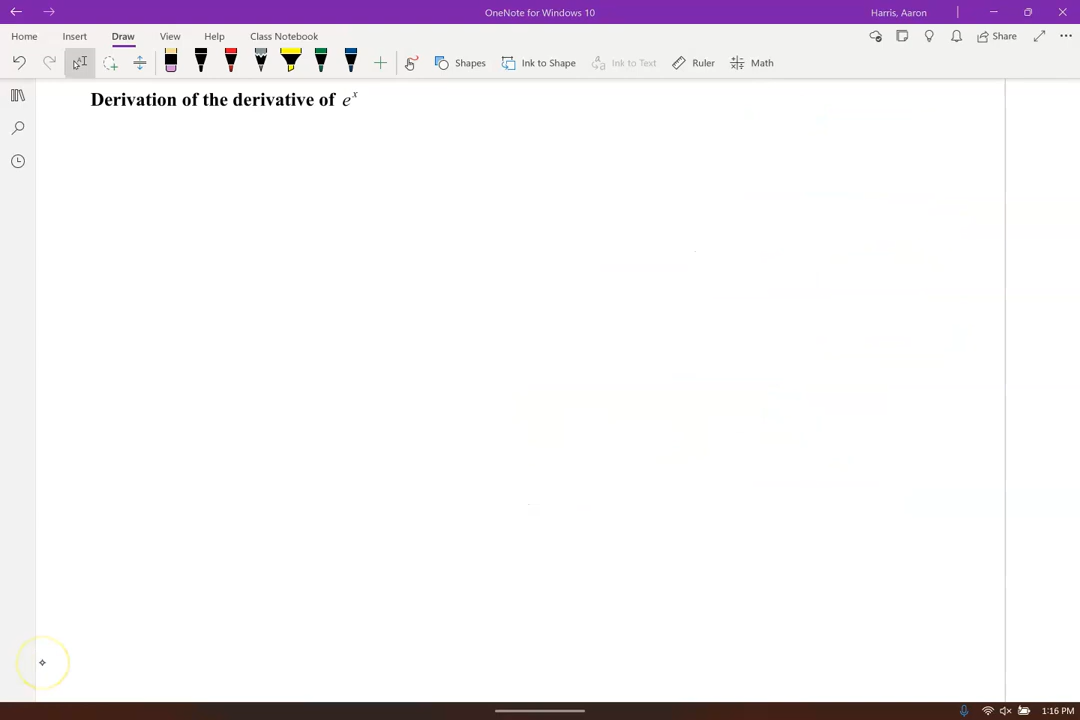 OneNote for Windows 10
Harris, Aaron
Home Insert Draw View Help Class Notebook
Share
Shapes Ink to Shape Ink to Text Ruler Math
Derivation of the derivative of eˣ
1:16 PM